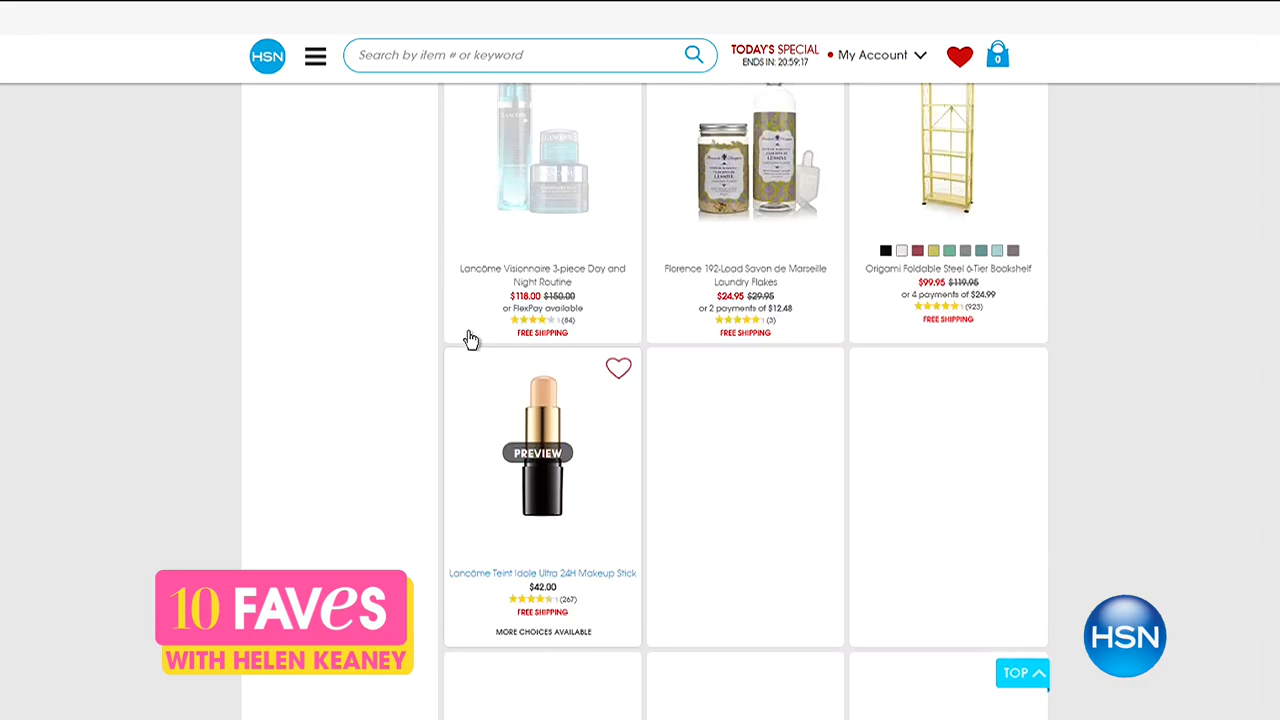 HSN
Search by item # or keyword
TODAY'S SPECIAL
ENDS IN: 20:59:17
My Account
0
LANCÔME
Lancôme Visionnaire 3-piece Day and
Night Routine
$118.00 $150.00
or FlexPay available
(84)
FREE SHIPPING
Florence 192-Load Savon de Marseille
Laundry Flakes
$24.95 $29.95
or 2 payments of $12.48
(3)
FREE SHIPPING
Origami Foldable Steel 6-Tier Bookshelf
$99.95 $119.95
or 4 payments of $24.99
(923)
FREE SHIPPING
PREVIEW
Lancôme Teint Idole Ultra 24H Makeup Stick
$42.00
(267)
FREE SHIPPING
MORE CHOICES AVAILABLE
10 FAVeS
WITH HELEN KEANEY
HSN
TOP